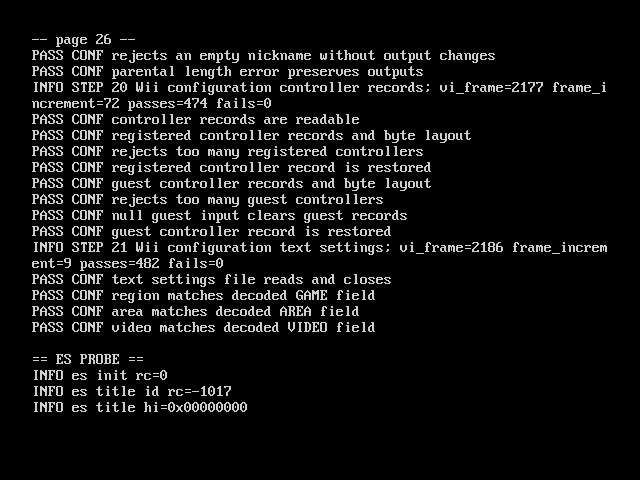 -- page 26 --
PASS CONF rejects an empty nickname without output changes
PASS CONF parental length error preserves outputs
INFO STEP 20 Wii configuration controller records; vi_frame=2177 frame_i
ncrement=72 passes=474 fails=0
PASS CONF controller records are readable
PASS CONF registered controller records and byte layout
PASS CONF rejects too many registered controllers
PASS CONF registered controller record is restored
PASS CONF guest controller records and byte layout
PASS CONF rejects too many guest controllers
PASS CONF null guest input clears guest records
PASS CONF guest controller record is restored
INFO STEP 21 Wii configuration text settings; vi_frame=2186 frame_increm
ent=9 passes=482 fails=0
PASS CONF text settings file reads and closes
PASS CONF region matches decoded GAME field
PASS CONF area matches decoded AREA field
PASS CONF video matches decoded VIDEO field
== ES PROBE ==
INFO es init rc=0
INFO es title id rc=-1017
INFO es title hi=0x00000000